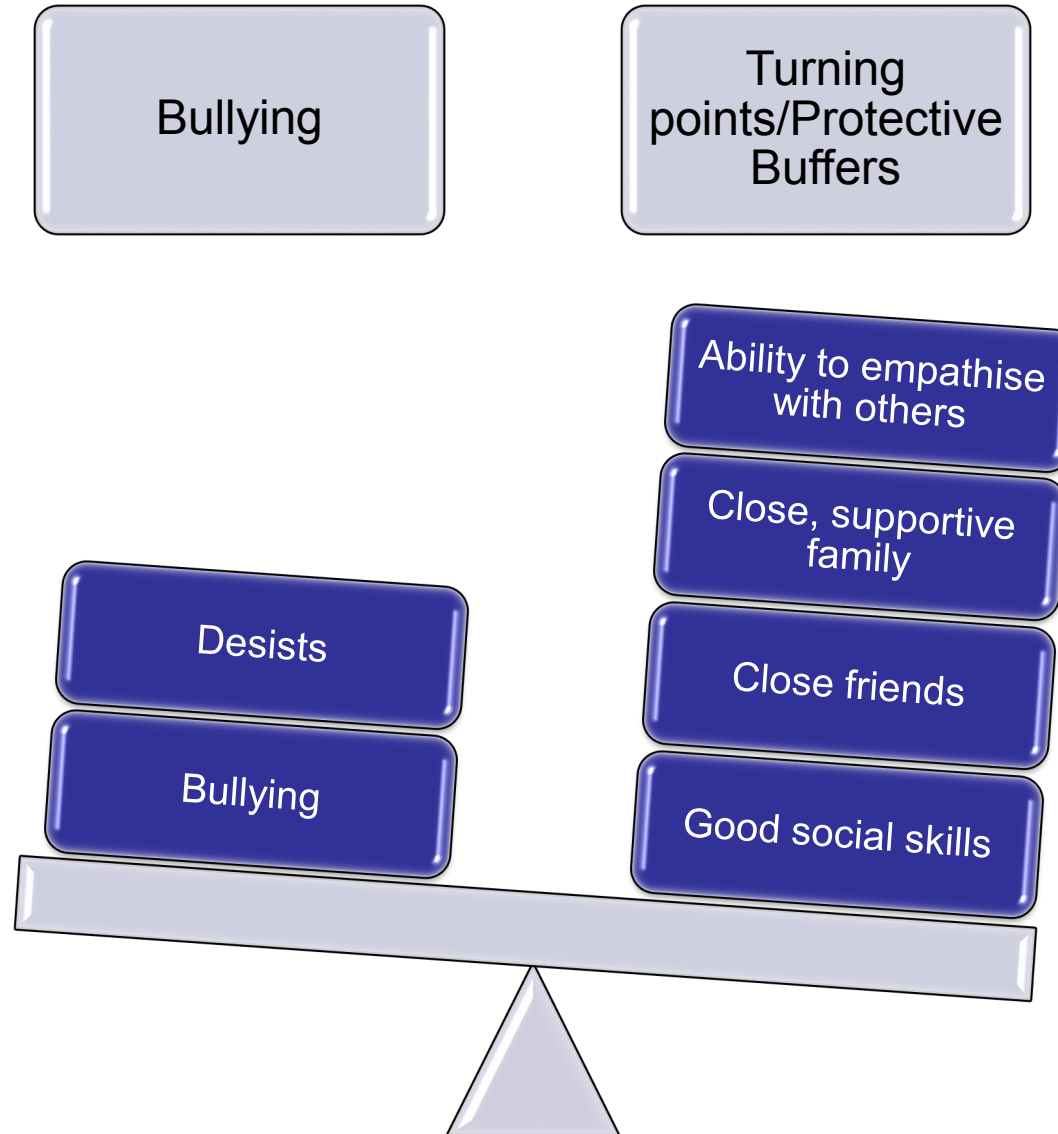 Bullying
Turning
points/Protective
Buffers
Desists
Bullying
Ability to empathise
with others
Close, supportive
family
Close friends
Good social skills